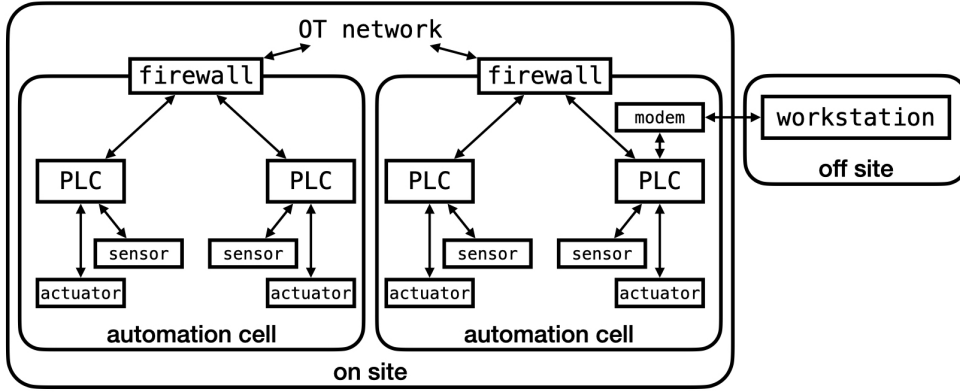 OT network
firewall
firewall
modem
workstation
PLC
PLC
PLC
PLC
off site
sensor
sensor
sensor
sensor
actuator
actuator
actuator
actuator
automation cell
automation cell
on site